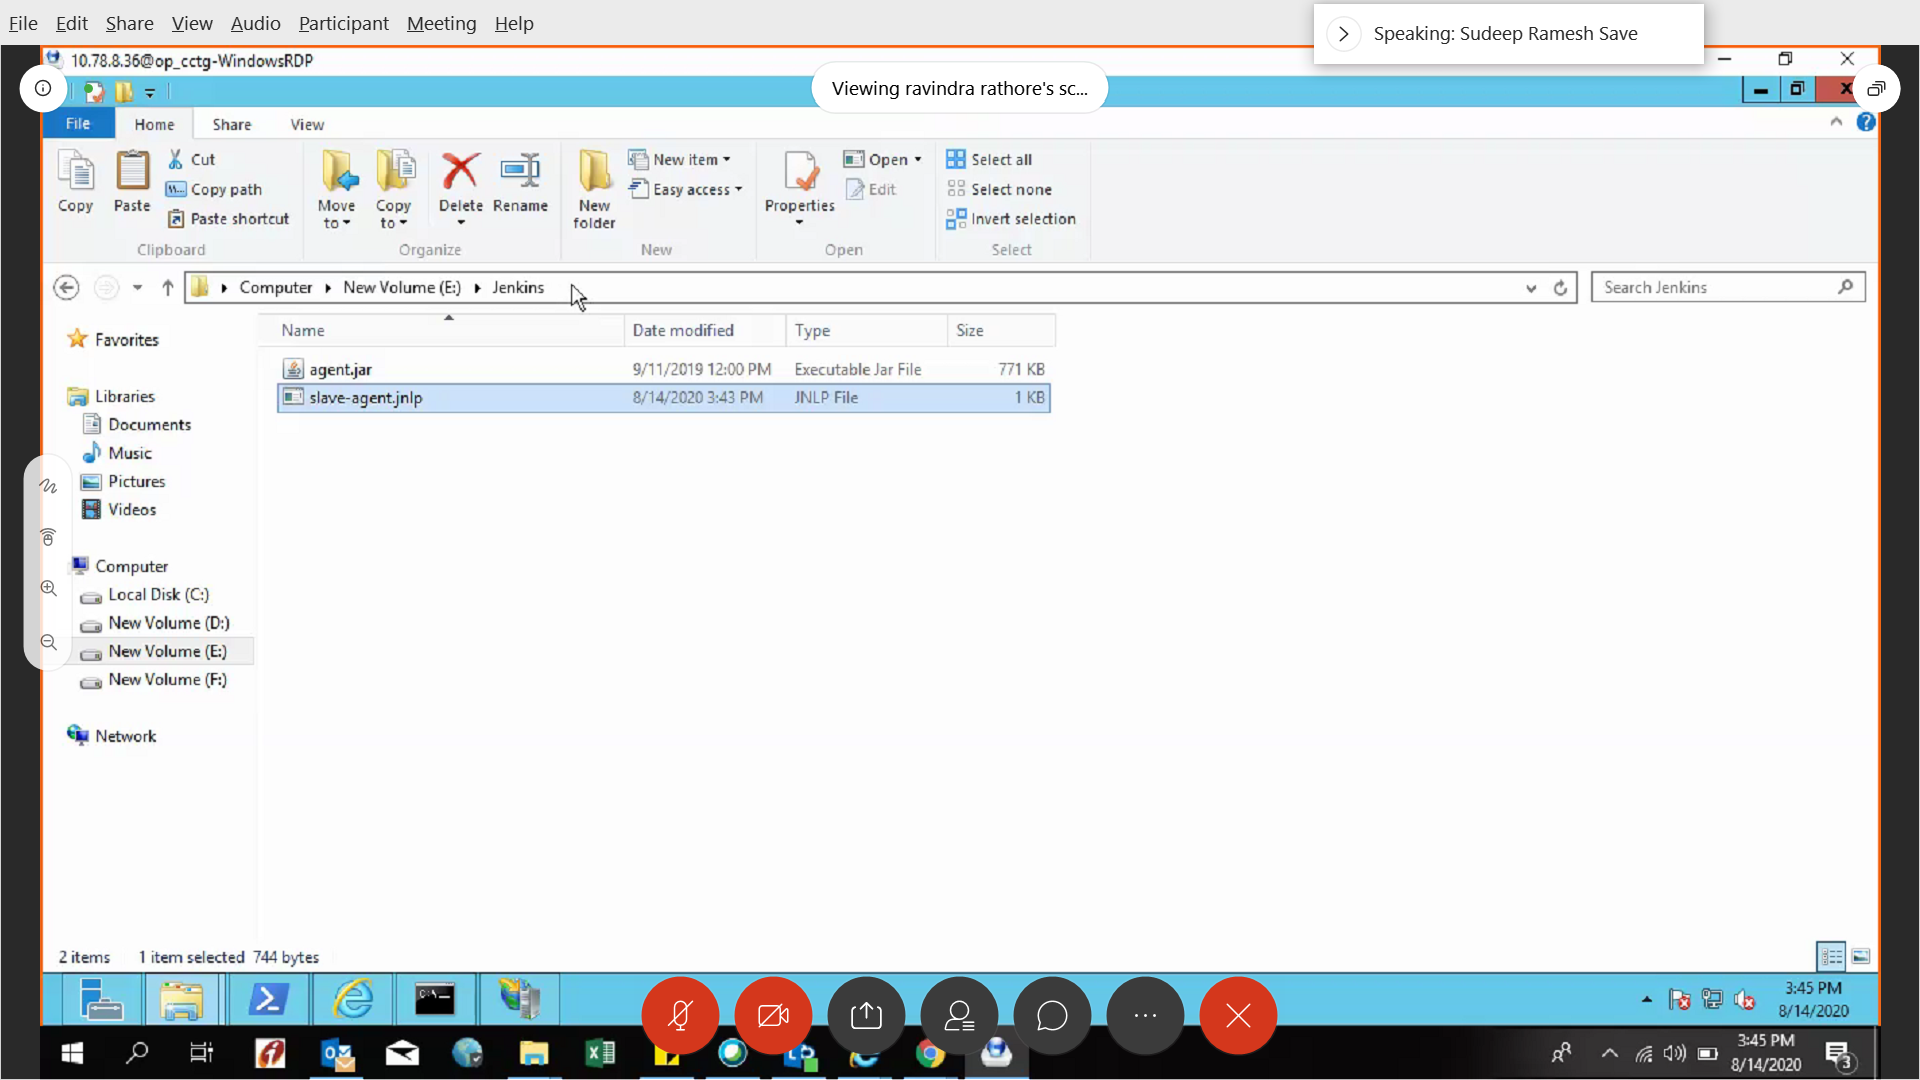 File Edit Share View Audio Participant Meeting Help
Speaking: Sudeep Ramesh Save
10.78.8.36@op_cctg-WindowsRDP
Viewing ravindra rathore's sc...
File Home Share View
Copy
Paste
Cut
Copy path
Paste shortcut
Clipboard
Move to
Copy to
Delete
Rename
Organize
New folder
New item
Easy access
New
Properties
Open
Edit
Open
Select all
Select none
Invert selection
Select
Computer New Volume (E:) Jenkins
Search Jenkins
Name Date modified Type Size
agent.jar 9/11/2019 12:00 PM Executable Jar File 771 KB
slave-agent.jnlp 8/14/2020 3:43 PM JNLP File 1 KB
Favorites
Libraries
Documents
Music
Pictures
Videos
Computer
Local Disk (C:)
New Volume (D:)
New Volume (E:)
New Volume (F:)
Network
2 items 1 item selected 744 bytes
3:45 PM
8/14/2020
3:45 PM
8/14/2020
3